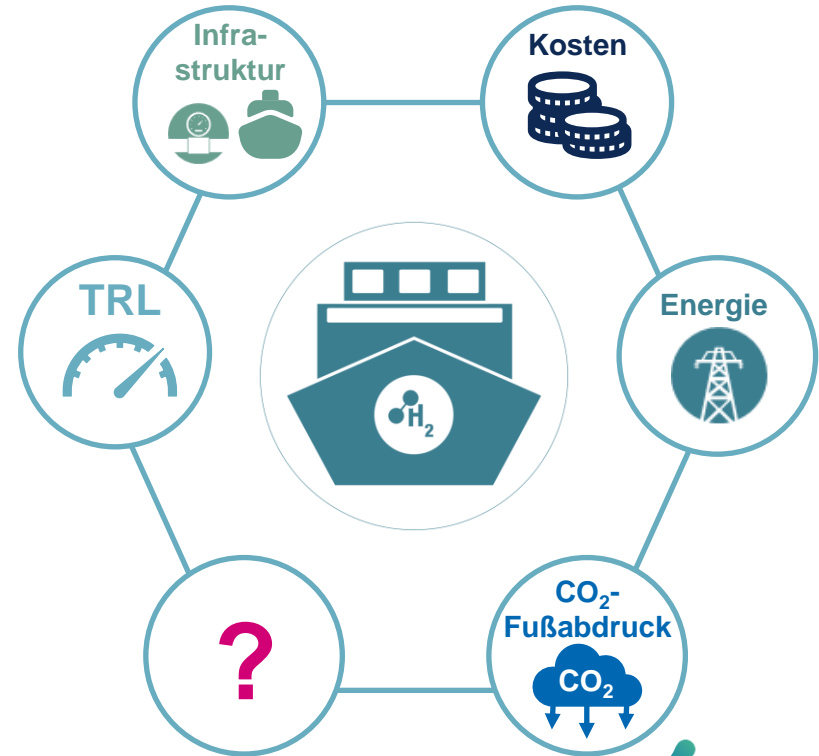 Infra-
struktur
Kosten
TRL
Energie
H₂
?
CO₂-
Fußabdruck
CO₂